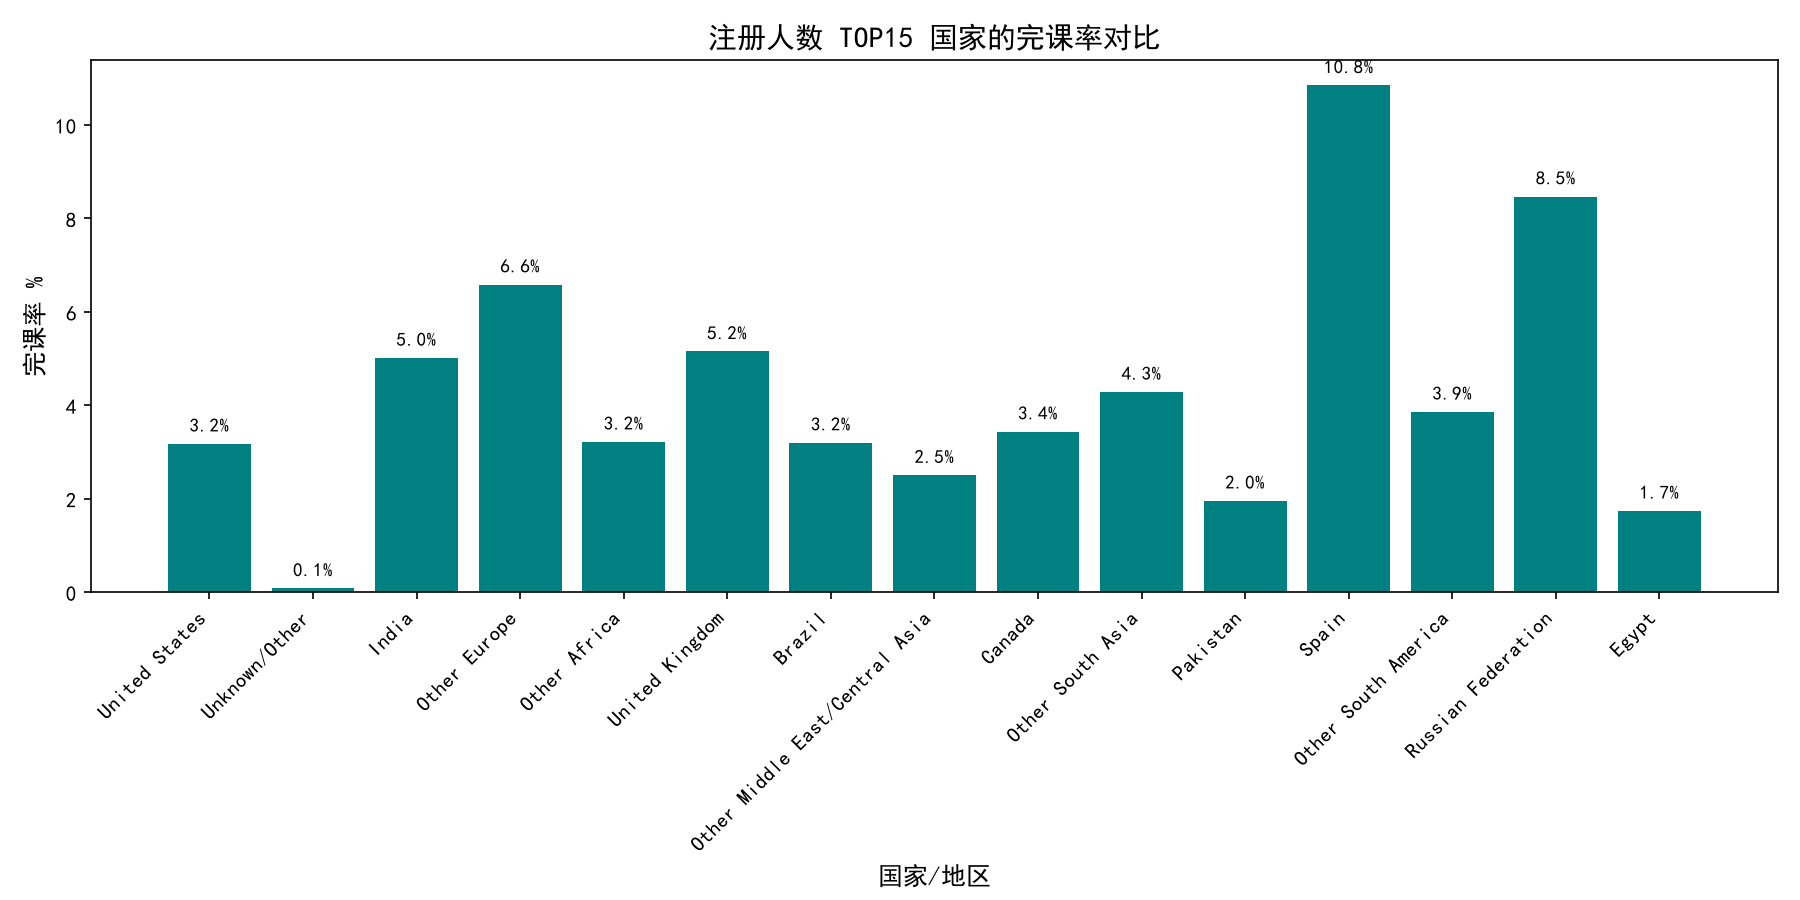 注册人数 TOP15 国家的完课率对比
完课率 %
10
8
6
4
2
0
3.2%
0.1%
5.0%
6.6%
3.2%
5.2%
3.2%
2.5%
3.4%
4.3%
2.0%
10.8%
3.9%
8.5%
1.7%
United States
Unknown/Other
India
Other Europe
Other Africa
United Kingdom
Brazil
Other Middle East/Central Asia
Canada
Other South Asia
Pakistan
Spain
Other South America
Russian Federation
Egypt
国家/地区